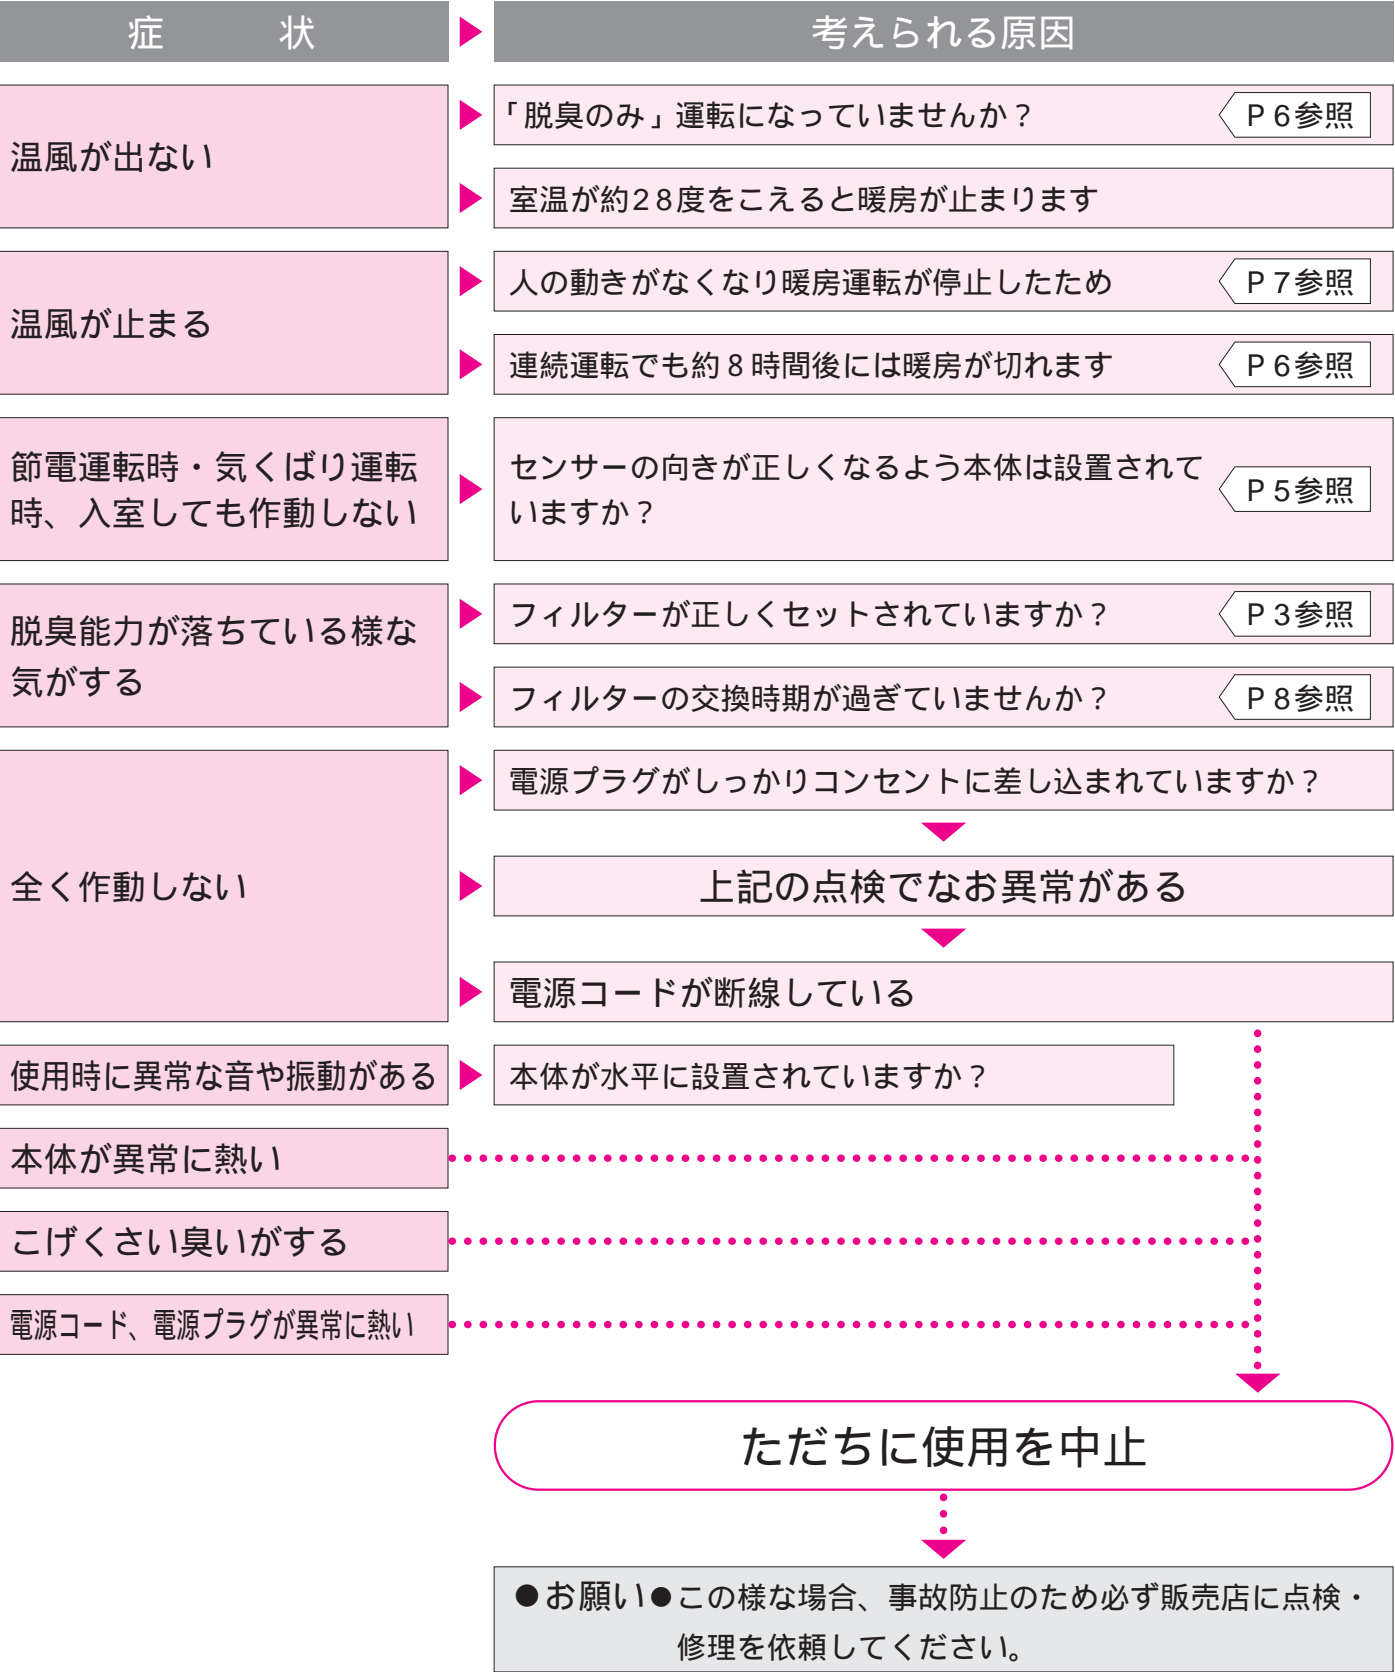 症　状
考えられる原因
温風が出ない
「脱臭のみ」運転になっていませんか？
P 6参照
室温が約28度をこえると暖房が止まります
温風が止まる
人の動きがなくなり暖房運転が停止したため
P 7参照
連続運転でも約8時間後には暖房が切れます
P 6参照
節電運転時・気くばり運転
時、入室しても作動しない
センサーの向きが正しくなるよう本体は設置されて
いますか？
P 5参照
脱臭能力が落ちている様な
気がする
フィルターが正しくセットされていますか？
P 3参照
フィルターの交換時期が過ぎていませんか？
P 8参照
全く作動しない
電源プラグがしっかりコンセントに差し込まれていますか？
上記の点検でなお異常がある
電源コードが断線している
使用時に異常な音や振動がある
本体が水平に設置されていますか？
本体が異常に熱い
こげくさい臭いがする
電源コード、電源プラグが異常に熱い
ただちに使用を中止
●お願い●この様な場合、事故防止のため必ず販売店に点検・
修理を依頼してください。